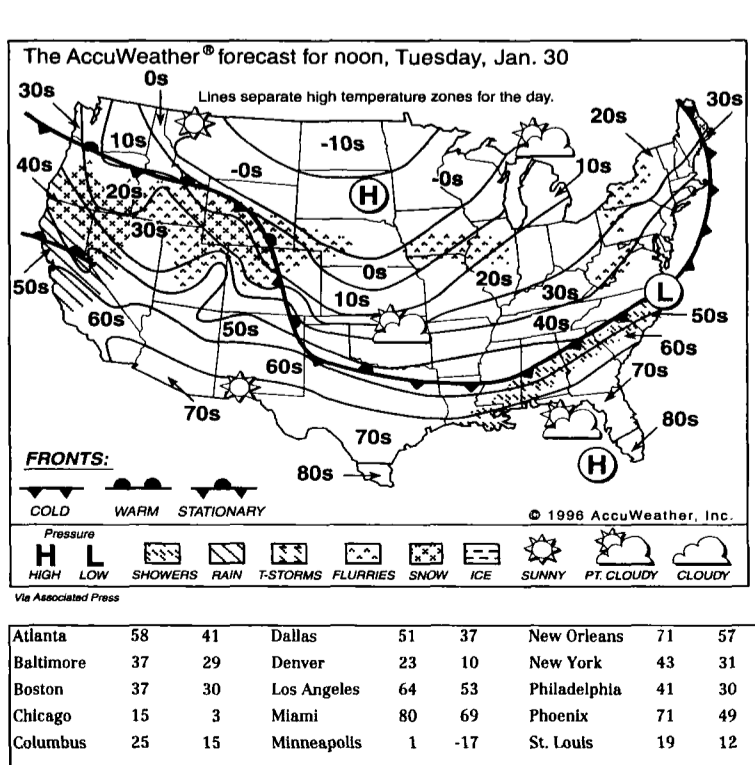 The AccuWeather® forecast for noon, Tuesday, Jan. 30
Lines separate high temperature zones for the day.
30s
0s
20s
30s
10s
-10s
-0s
-0s
10s
40s
20s
H
30s
0s
20s
50s
10s
30s
L
60s
50s
40s
50s
60s
60s
70s
70s
70s
80s
80s
H
FRONTS:
COLD WARM STATIONARY
© 1996 AccuWeather, Inc.
Pressure
H L
HIGH LOW SHOWERS RAIN T-STORMS FLURRIES SNOW ICE SUNNY PT. CLOUDY CLOUDY
Via Associated Press
Atlanta 58 41 Dallas 51 37 New Orleans 71 57
Baltimore 37 29 Denver 23 10 New York 43 31
Boston 37 30 Los Angeles 64 53 Philadelphia 41 30
Chicago 15 3 Miami 80 69 Phoenix 71 49
Columbus 25 15 Minneapolis 1 -17 St. Louis 19 12